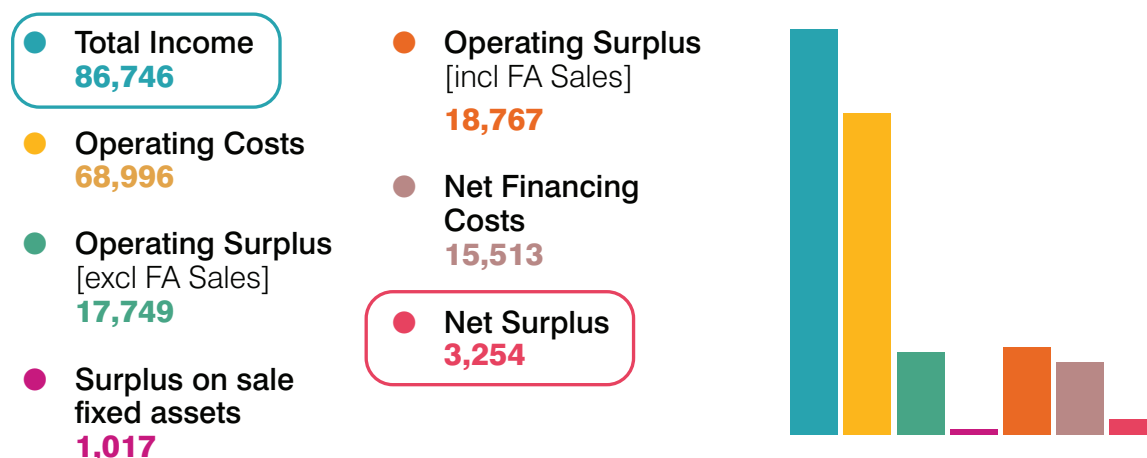 Total Income
86,746
Operating Costs
68,996
Operating Surplus
[excl FA Sales]
17,749
Surplus on sale
fixed assets
1,017
Operating Surplus
[incl FA Sales]
18,767
Net Financing
Costs
15,513
Net Surplus
3,254